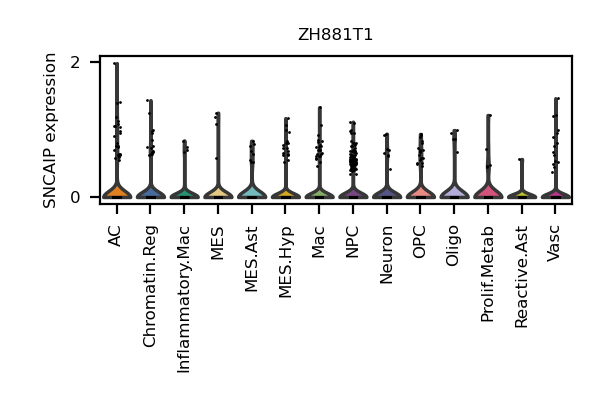 ZH881T1
SNCAIP expression
2
0
AC
Chromatin.Reg
Inflammatory.Mac
MES
MES.Ast
MES.Hyp
Mac
NPC
Neuron
OPC
Oligo
Prolif.Metab
Reactive.Ast
Vasc